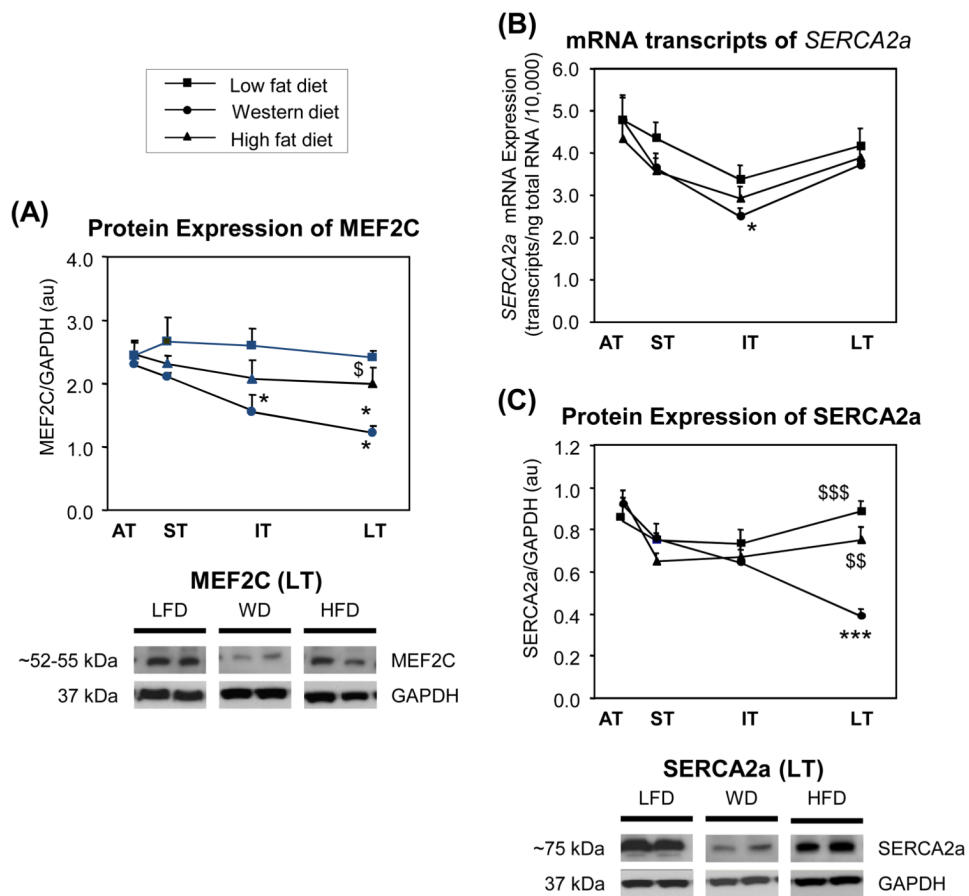 Low fat diet
Western diet
High fat diet
(A)
Protein Expression of MEF2C
MEF2C/GAPDH (au)
4.0
3.0
2.0
1.0
0.0
$
*
*
*
AT ST IT LT
MEF2C (LT)
LFD WD HFD
~52-55 kDa MEF2C
37 kDa GAPDH
(B)
mRNA transcripts of SERCA2a
SERCA2a mRNA Expression
(transcripts/ng total RNA /10,000)
6.0
5.0
4.0
3.0
2.0
1.0
0.0
*
AT ST IT LT
(C)
Protein Expression of SERCA2a
SERCA2a/GAPDH (au)
1.2
1.0
0.8
0.6
0.4
0.2
0.0
$$$
$$
***
AT ST IT LT
SERCA2a (LT)
LFD WD HFD
~75 kDa SERCA2a
37 kDa GAPDH